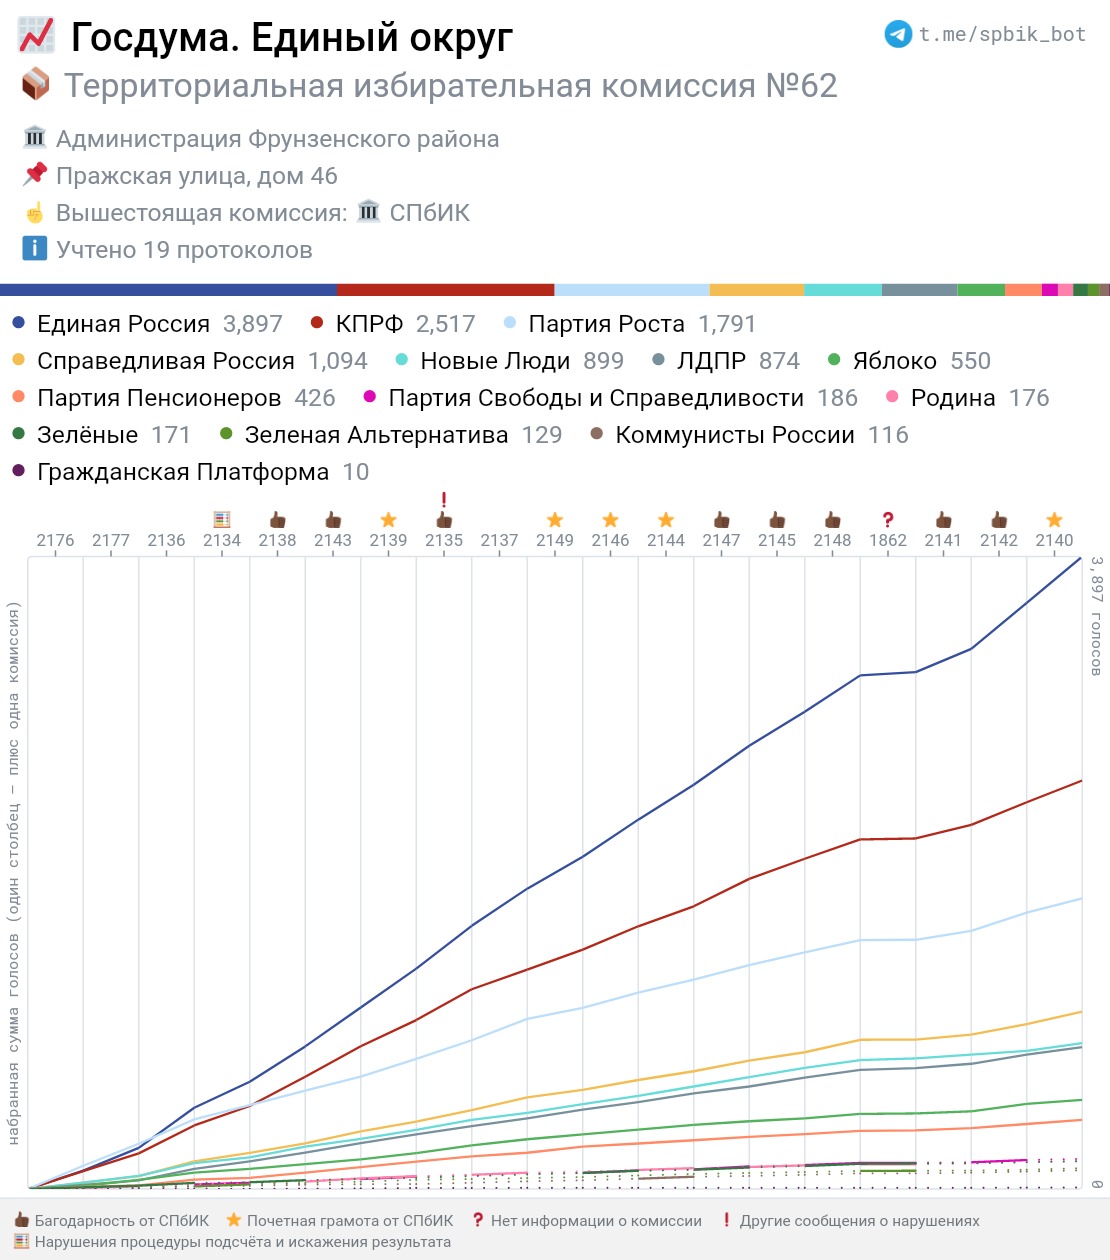 Госдума. Единый округ
t.me/spbik_bot
Территориальная избирательная комиссия №62
Администрация Фрунзенского района
Пражская улица, дом 46
Вышестоящая комиссия: СПбИК
Учтено 19 протоколов
Единая Россия 3,897 КПРФ 2,517 Партия Роста 1,791
Справедливая Россия 1,094 Новые Люди 899 ЛДПР 874 Яблоко 550
Партия Пенсионеров 426 Партия Свободы и Справедливости 186 Родина 176
Зелёные 171 Зеленая Альтернатива 129 Коммунисты России 116
Гражданская Платформа 10
2176 2177 2136 2134 2138 2143 2139 2135 2137 2149 2146 2144 2147 2145 2148 1862 2141 2142 2140
3,897 голосов
набранная сумма голосов (один столбец – плюс одна комиссия)
0
Багодарность от СПбИК Почетная грамота от СПбИК Нет информации о комиссии Другие сообщения о нарушениях
Нарушения процедуры подсчёта и искажения результата